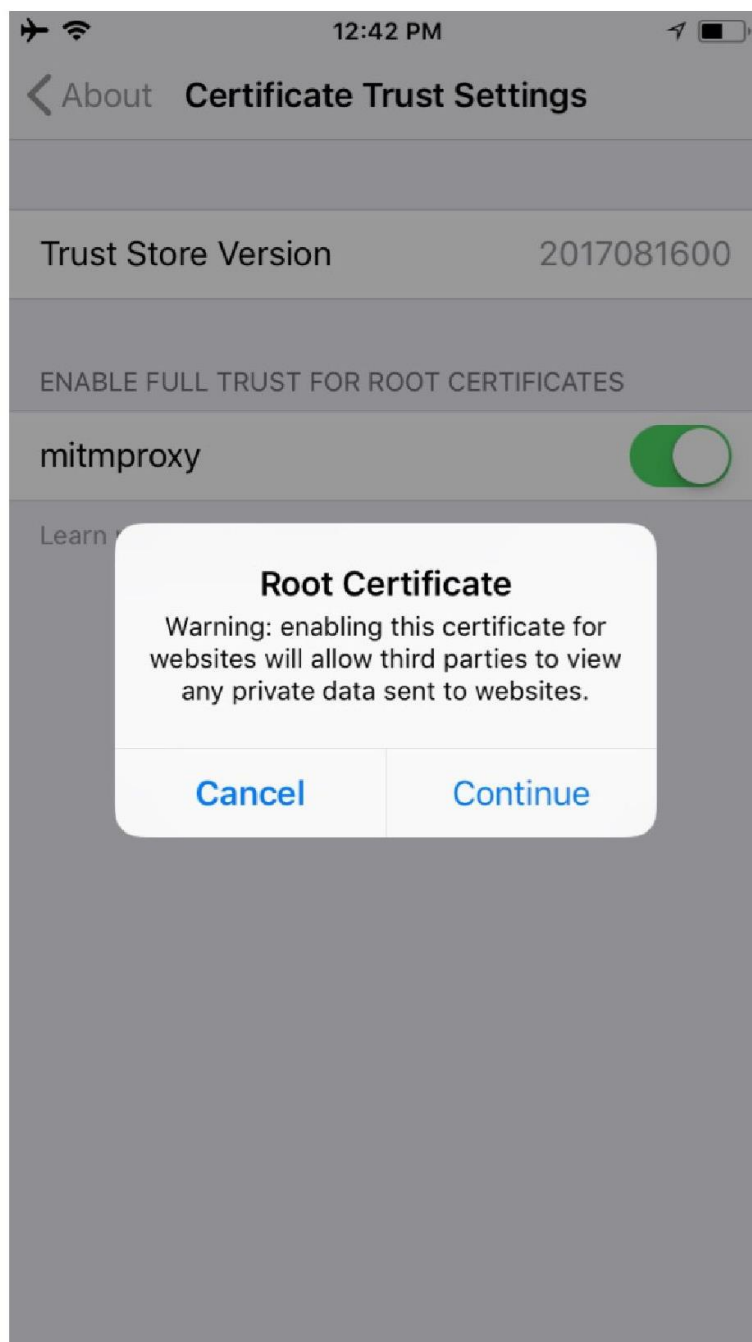 12:42 PM
About Certificate Trust Settings
Trust Store Version 2017081600
ENABLE FULL TRUST FOR ROOT CERTIFICATES
mitmproxy
Learn
Root Certificate
Warning: enabling this certificate for
websites will allow third parties to view
any private data sent to websites.
Cancel Continue